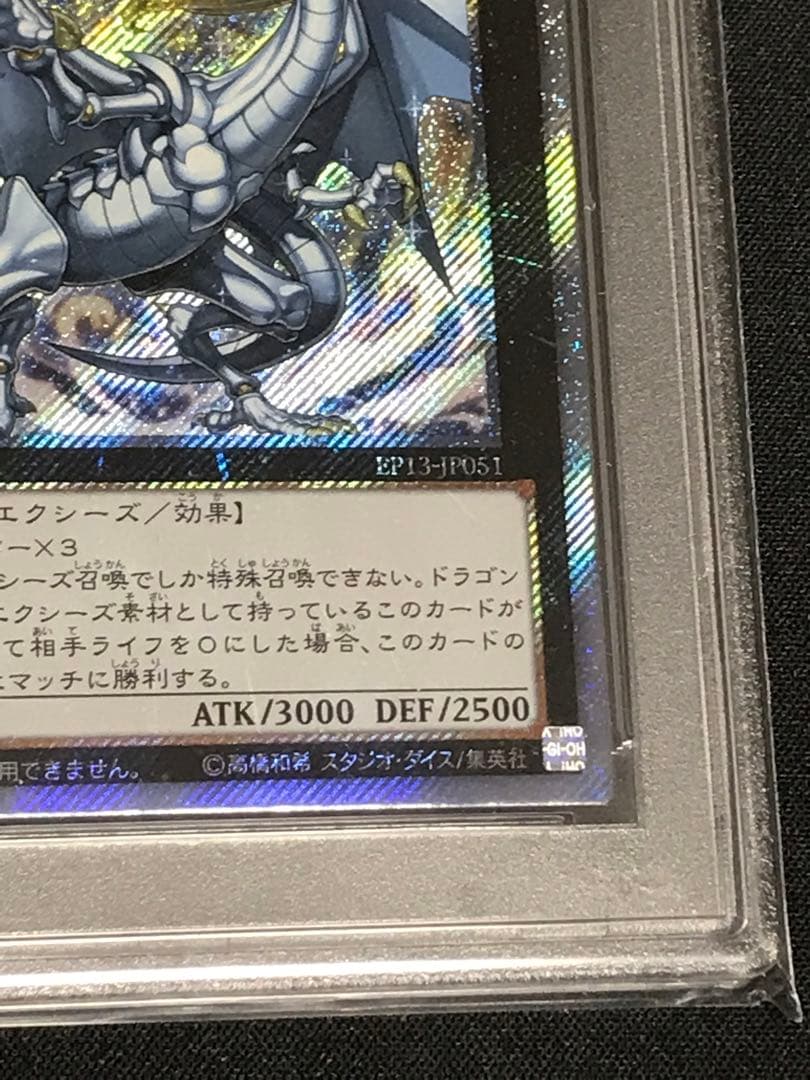 EP13-JP051
エクシーズ/効果】
ー×3
シーズ召喚でしか特殊召喚できない。ドラゴン
エクシーズ素材として持っているこのカードが
て相手ライフを0にした場合、このカードの
マッチに勝利する。
ATK/3000 DEF/2500
用できません。 ©高橋和希 スタジオ・ダイス/集英社